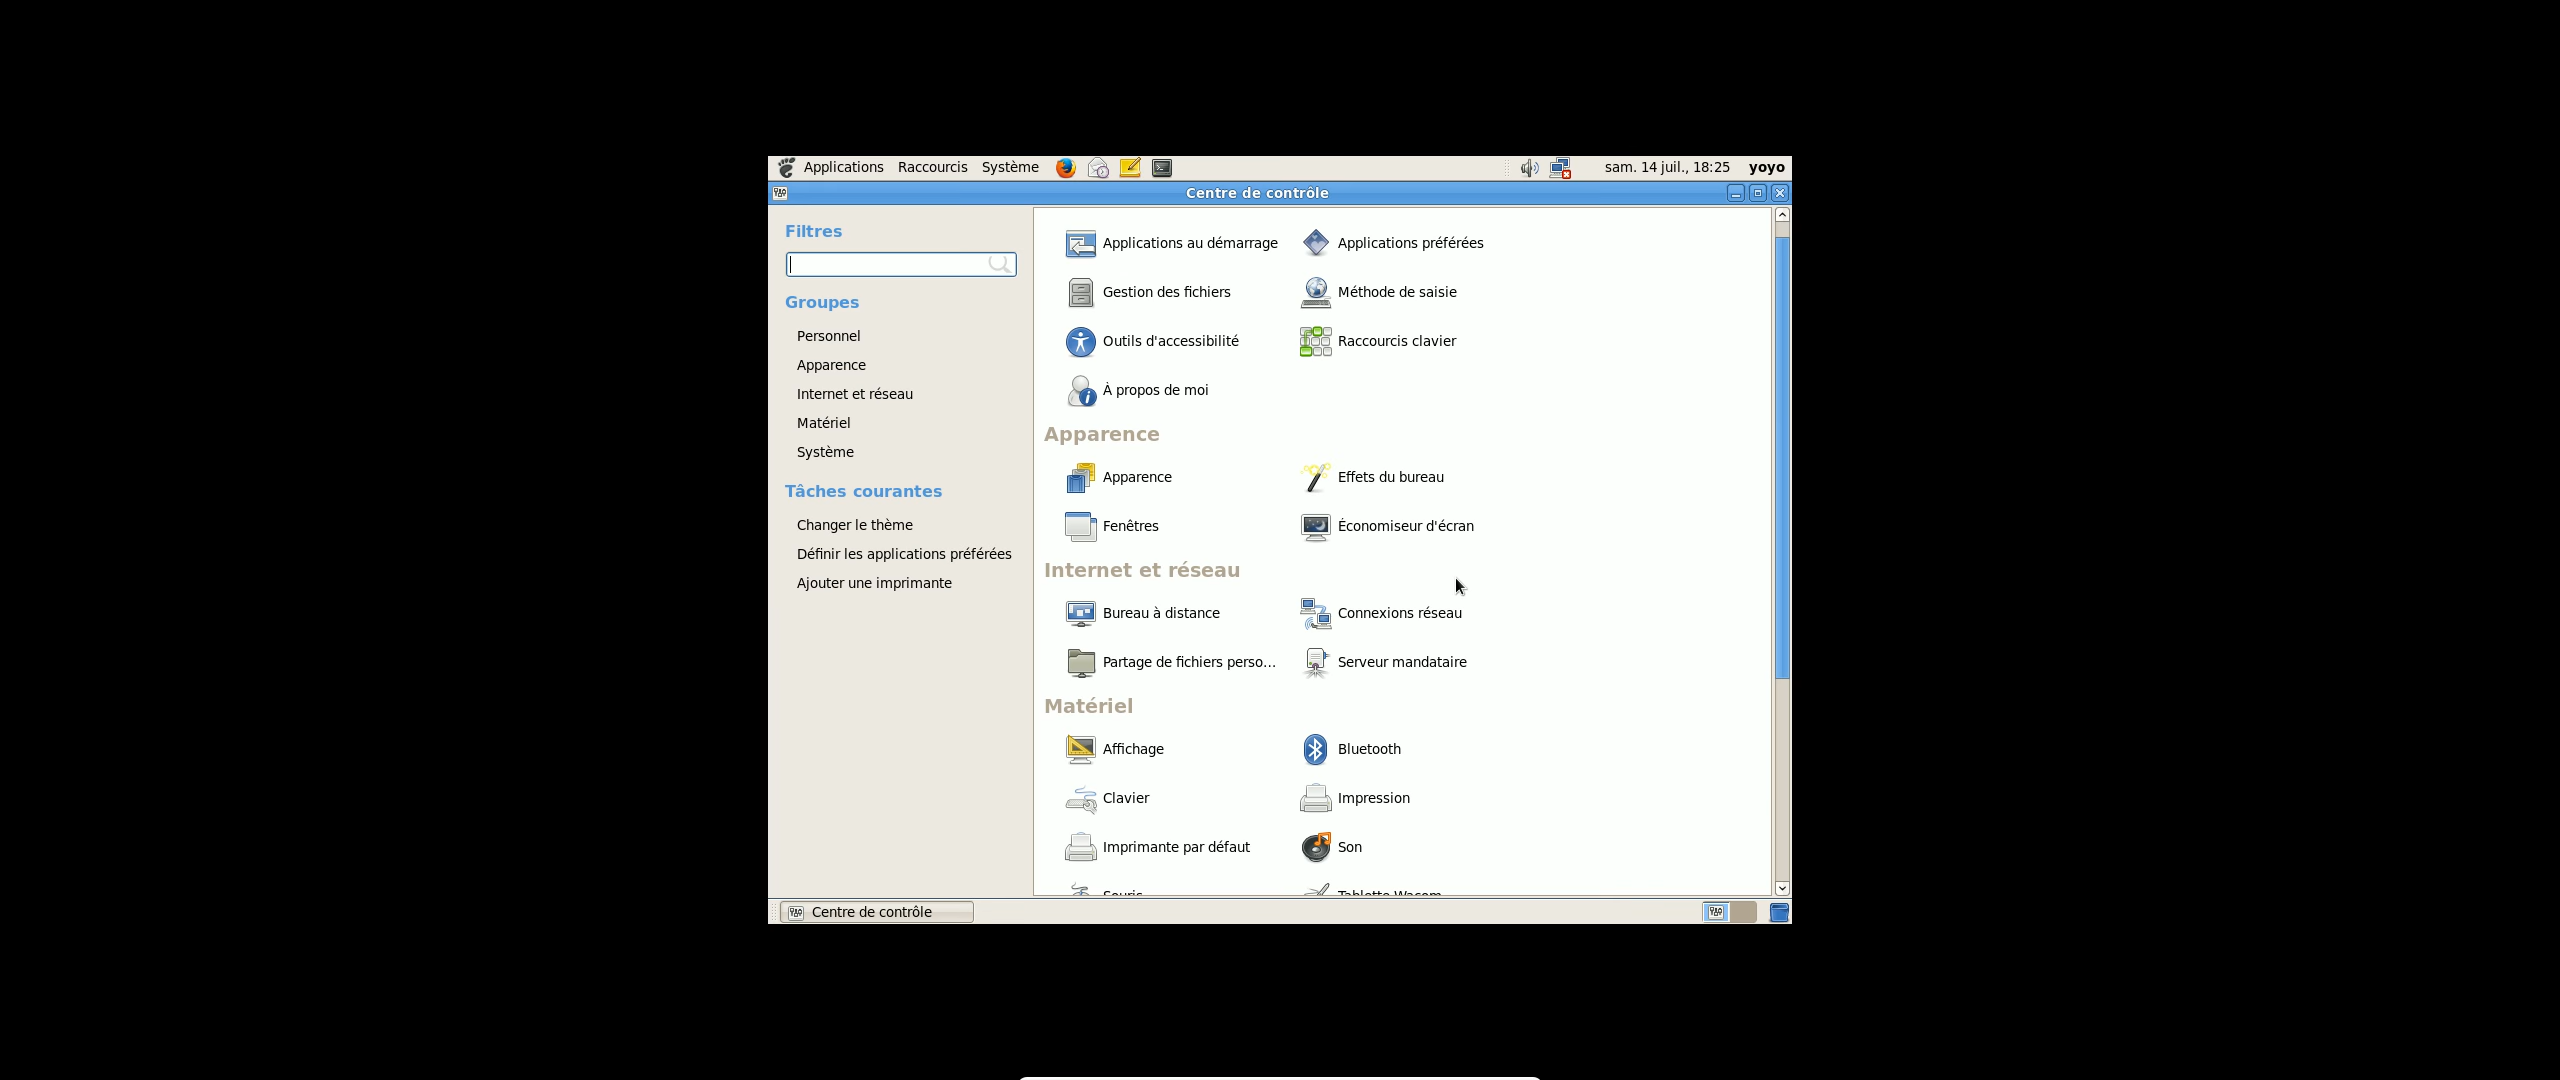 Applications Raccourcis Système sam. 14 juil., 18:25 yoyo
Centre de contrôle
Filtres
Groupes
Personnel
Apparence
Internet et réseau
Matériel
Système
Tâches courantes
Changer le thème
Définir les applications préférées
Ajouter une imprimante
Applications au démarrage Applications préférées
Gestion des fichiers Méthode de saisie
Outils d'accessibilité Raccourcis clavier
À propos de moi
Apparence
Apparence Effets du bureau
Fenêtres Économiseur d'écran
Internet et réseau
Bureau à distance Connexions réseau
Partage de fichiers perso... Serveur mandataire
Matériel
Affichage Bluetooth
Clavier Impression
Imprimante par défaut Son
Souris Tablette Wacom
Centre de contrôle